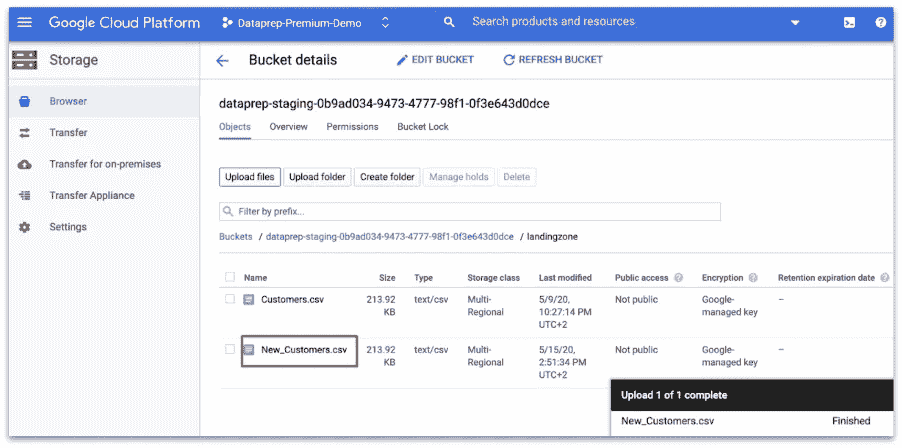 Google Cloud Platform
Dataprep-Premium-Demo
Search products and resources
Storage
Bucket details
EDIT BUCKET
REFRESH BUCKET
Browser
Transfer
Transfer for on-premises
Transfer Appliance
Settings
dataprep-staging-0b9ad034-9473-4777-98f1-0f3e643d0dce
Objects Overview Permissions Bucket Lock
Upload files Upload folder Create folder Manage holds Delete
Filter by prefix...
Buckets / dataprep-staging-0b9ad034-9473-4777-98f1-0f3e643d0dce / landingzone
Name Size Type Storage class Last modified Public access Encryption Retention expiration date
Customers.csv 213.92 text/csv Multi- 5/9/20, Not public Google- –
KB Regional 10:27:14 PM managed key
UTC+2
New_Customers.csv 213.92 text/csv Multi- 5/15/20, Not public Google- –
KB Regional 2:51:34 PM managed key
UTC+2
Upload 1 of 1 complete
New_Customers.csv Finished